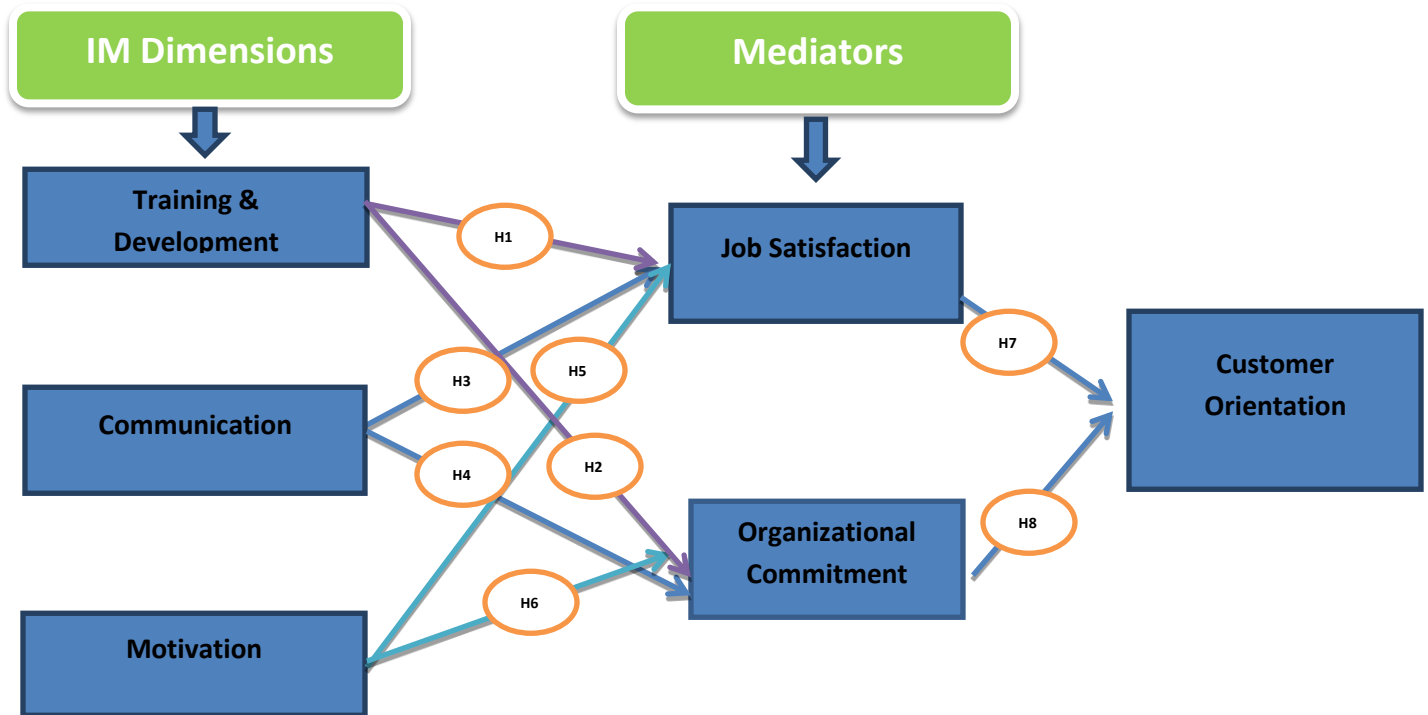 IM Dimensions
Mediators
Training &
Development
H1
Job Satisfaction
H3
H5
H7
Customer
Orientation
Communication
H4
H2
Organizational
Commitment
H8
H6
Motivation